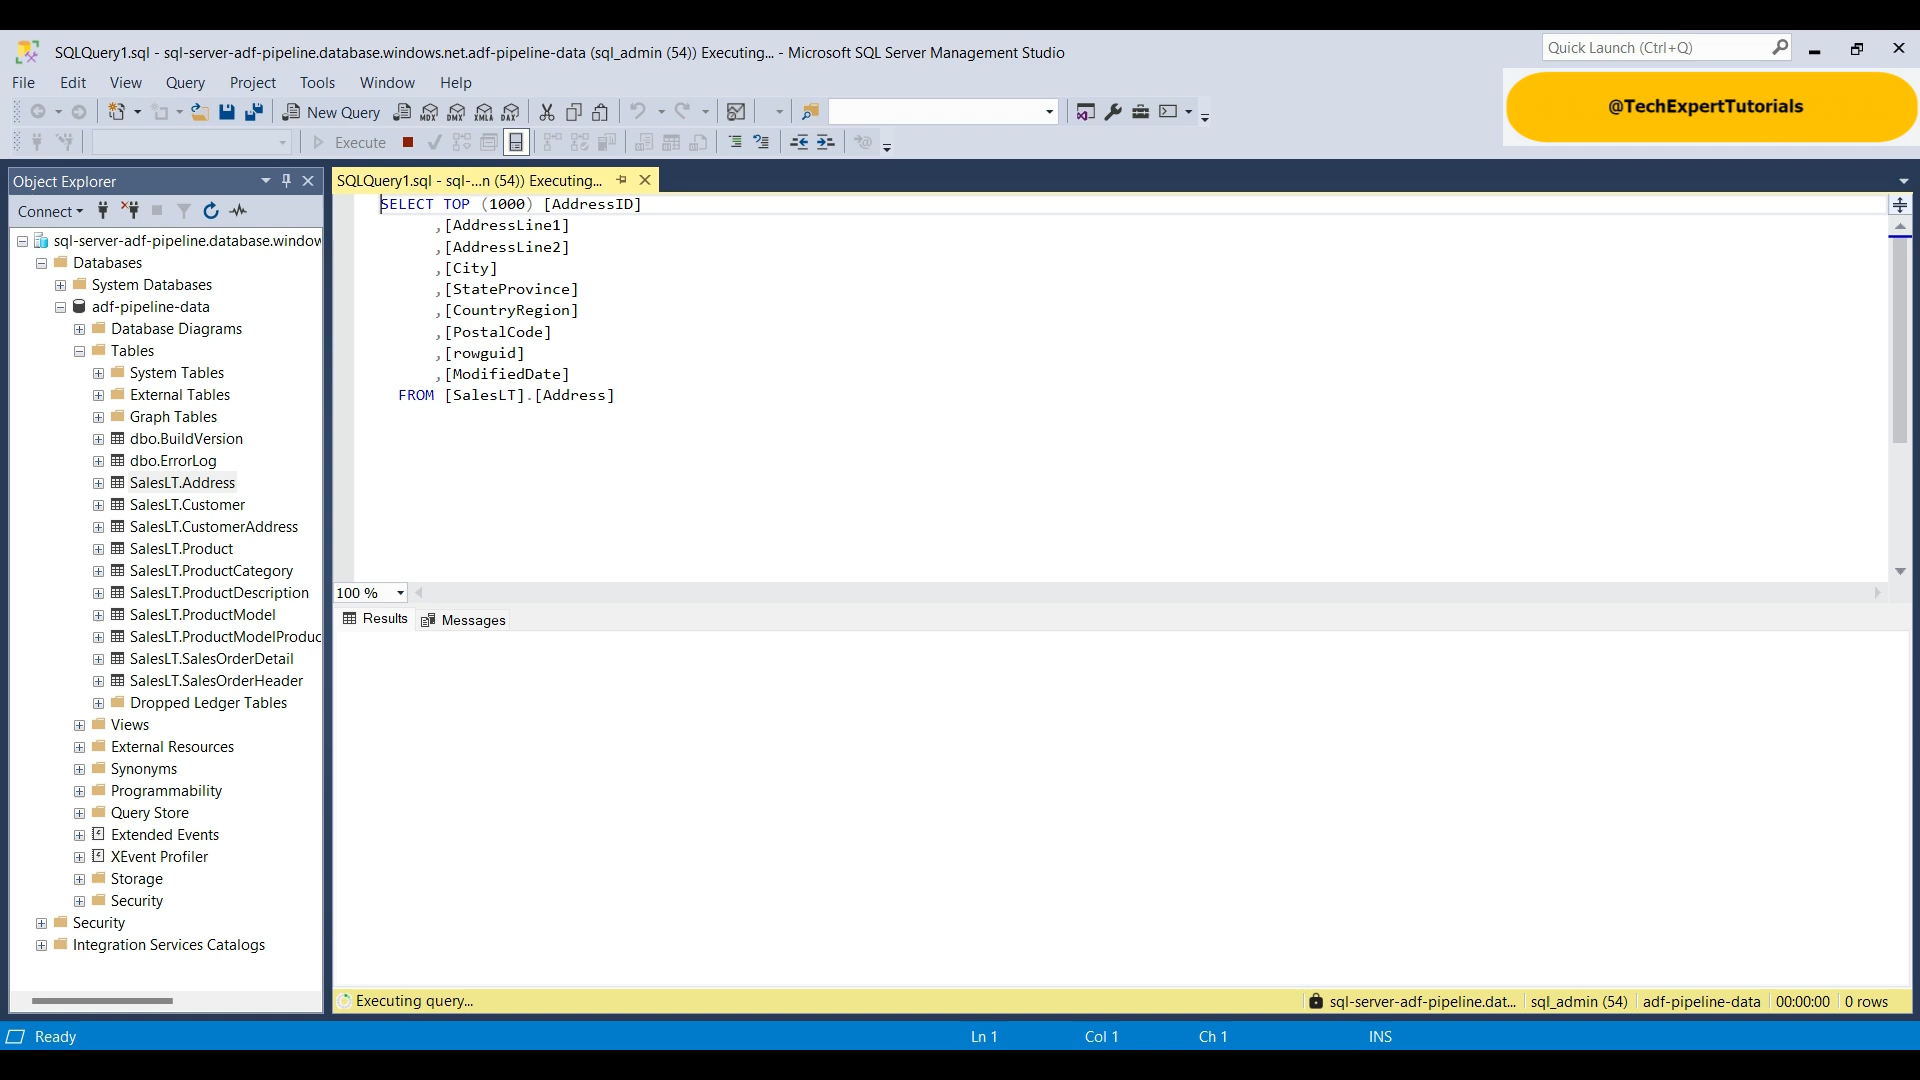 SQLQuery1.sql - sql-server-adf-pipeline.database.windows.net.adf-pipeline-data (sql_admin (54)) Executing... - Microsoft SQL Server Management Studio
Quick Launch (Ctrl+Q)
File Edit View Query Project Tools Window Help
@TechExpertTutorials
New Query
MDX DMX XMLA DAX
Execute
Object Explorer
SQLQuery1.sql - sql-...n (54)) Executing...
Connect
sql-server-adf-pipeline.database.window
Databases
System Databases
adf-pipeline-data
Database Diagrams
Tables
System Tables
External Tables
Graph Tables
dbo.BuildVersion
dbo.ErrorLog
SalesLT.Address
SalesLT.Customer
SalesLT.CustomerAddress
SalesLT.Product
SalesLT.ProductCategory
SalesLT.ProductDescription
SalesLT.ProductModel
SalesLT.ProductModelProduc
SalesLT.SalesOrderDetail
SalesLT.SalesOrderHeader
Dropped Ledger Tables
Views
External Resources
Synonyms
Programmability
Query Store
Extended Events
XEvent Profiler
Storage
Security
Security
Integration Services Catalogs
SELECT TOP (1000) [AddressID]
,[AddressLine1]
,[AddressLine2]
,[City]
,[StateProvince]
,[CountryRegion]
,[PostalCode]
,[rowguid]
,[ModifiedDate]
FROM [SalesLT].[Address]
100 %
Results Messages
Executing query...
sql-server-adf-pipeline.dat... sql_admin (54) adf-pipeline-data 00:00:00 0 rows
Ready Ln 1 Col 1 Ch 1 INS